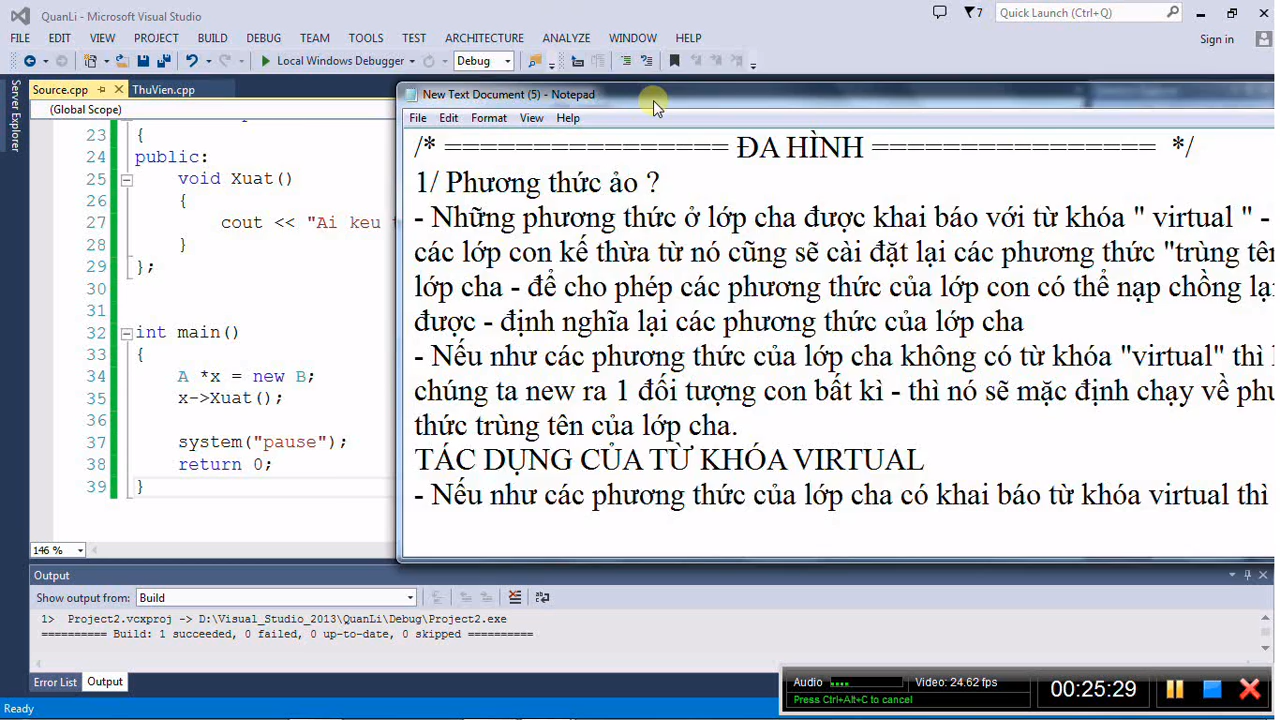 QuanLi - Microsoft Visual Studio
7
Quick Launch (Ctrl+Q)
FILE EDIT VIEW PROJECT BUILD DEBUG TEAM TOOLS TEST ARCHITECTURE ANALYZE WINDOW HELP
Sign in
Local Windows Debugger
Debug
Server Explorer
Source.cpp
ThuVien.cpp
(Global Scope)
23 {
24 public:
25 void Xuat()
26 {
27 cout << "Ai keu
28 }
29 };
30
31
32 int main()
33 {
34 A *x = new B;
35 x->Xuat();
36
37 system("pause");
38 return 0;
39 }
146 %
New Text Document (5) - Notepad
File Edit Format View Help
/* ================ ĐA HÌNH ================ */
1/ Phương thức ảo ?
- Những phương thức ở lớp cha được khai báo với từ khóa " virtual " -
các lớp con kế thừa từ nó cũng sẽ cài đặt lại các phương thức "trùng tên
lớp cha - để cho phép các phương thức của lớp con có thể nạp chồng lại
được - định nghĩa lại các phương thức của lớp cha
- Nếu như các phương thức của lớp cha không có từ khóa "virtual" thì
chúng ta new ra 1 đối tượng con bất kì - thì nó sẽ mặc định chạy về
thức trùng tên của lớp cha.
TÁC DỤNG CỦA TỪ KHÓA VIRTUAL
- Nếu như các phương thức của lớp cha có khai báo từ khóa virtual thì
Output
Show output from: Build
1> Project2.vcxproj -> D:\Visual_Studio_2013\QuanLi\Debug\Project2.exe
========== Build: 1 succeeded, 0 failed, 0 up-to-date, 0 skipped ==========
Error List
Output
Ready
Audio
Video: 24.62 fps
Press Ctrl+Alt+C to cancel
00:25:29